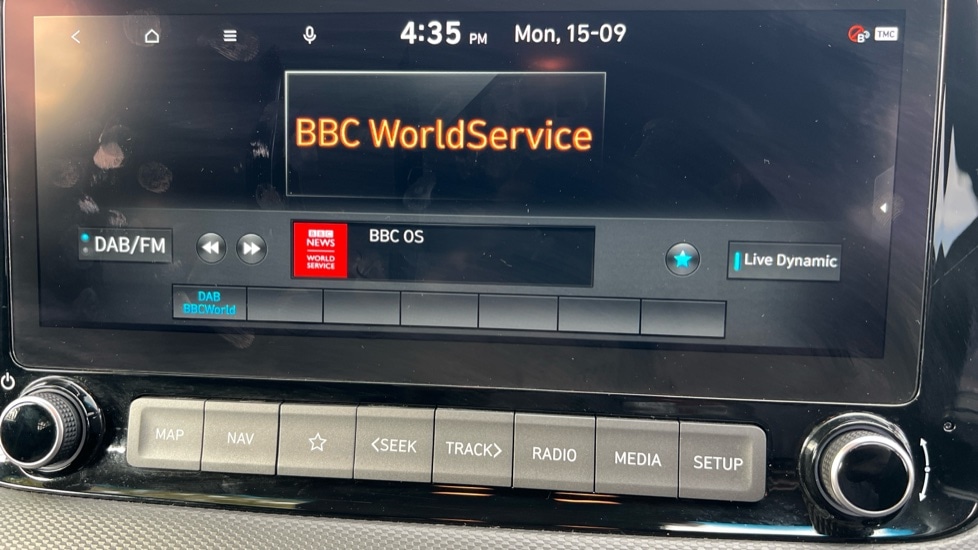 4:35 PM Mon, 15-09
TMC
BBC WorldService
DAB/FM
BBC
NEWS
WORLD
SERVICE
BBC OS
Live Dynamic
DAB
BBCWorld
MAP
NAV
<SEEK
TRACK>
RADIO
MEDIA
SETUP